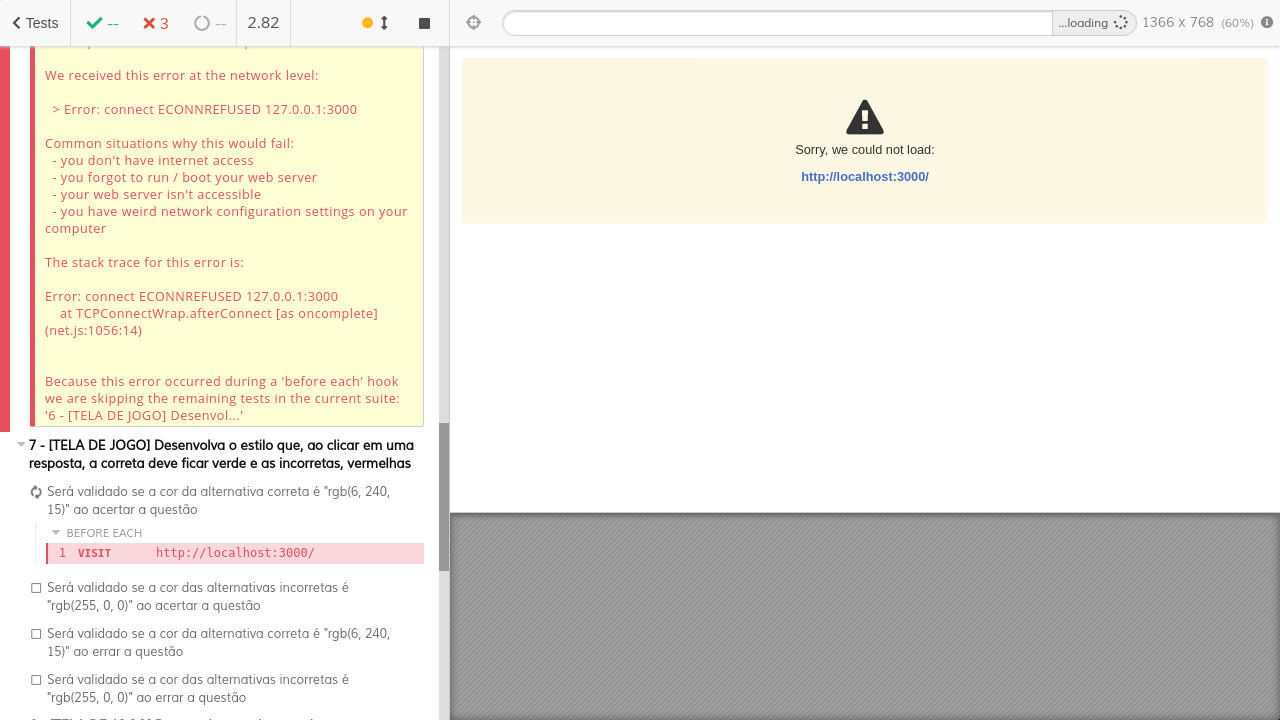 Tests
--
3
--
2.82
...loading
1366 x 768 (60%)
We received this error at the network level:
> Error: connect ECONNREFUSED 127.0.0.1:3000
Common situations why this would fail:
- you don't have internet access
- you forgot to run / boot your web server
- your web server isn't accessible
- you have weird network configuration settings on your
computer
The stack trace for this error is:
Error: connect ECONNREFUSED 127.0.0.1:3000
at TCPConnectWrap.afterConnect [as oncomplete]
(net.js:1056:14)
Because this error occurred during a 'before each' hook
we are skipping the remaining tests in the current suite:
'6 - [TELA DE JOGO] Desenvol...'
7 - [TELA DE JOGO] Desenvolva o estilo que, ao clicar em uma
resposta, a correta deve ficar verde e as incorretas, vermelhas
Será validado se a cor da alternativa correta é "rgb(6, 240,
15)" ao acertar a questão
BEFORE EACH
1 VISIT http://localhost:3000/
Será validado se a cor das alternativas incorretas é
"rgb(255, 0, 0)" ao acertar a questão
Será validado se a cor da alternativa correta é "rgb(6, 240,
15)" ao errar a questão
Será validado se a cor das alternativas incorretas é
"rgb(255, 0, 0)" ao errar a questão
Sorry, we could not load:
http://localhost:3000/